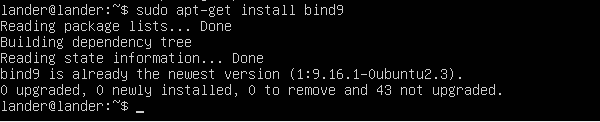 lander@lander:~$ sudo apt-get install bind9
Reading package lists... Done
Building dependency tree
Reading state information... Done
bind9 is already the newest version (1:9.16.1-0ubuntu2.3).
0 upgraded, 0 newly installed, 0 to remove and 43 not upgraded.
lander@lander:~$ _